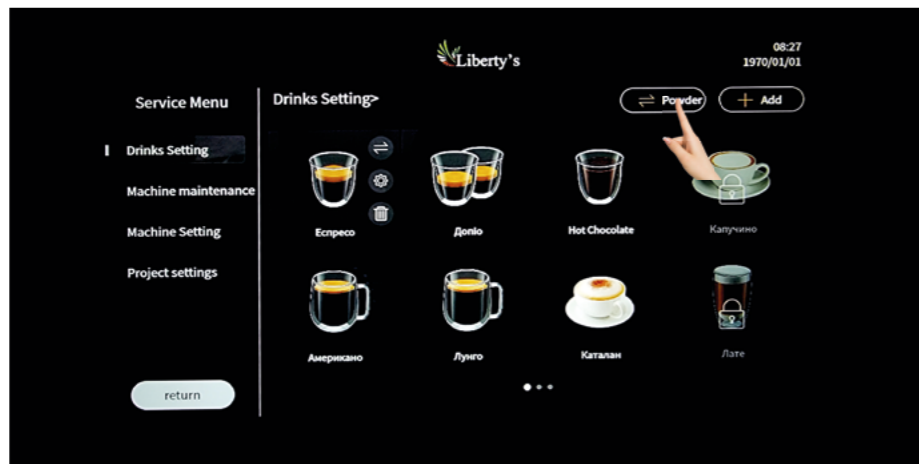 Liberty's
08:27
1970/01/01
Service Menu
Drinks Setting>
Powder
Add
Drinks Setting
Machine maintenance
Machine Setting
Project settings
Еспресо
Допіо
Hot Chocolate
Капучино
Американо
Лунго
Каталан
Лате
return